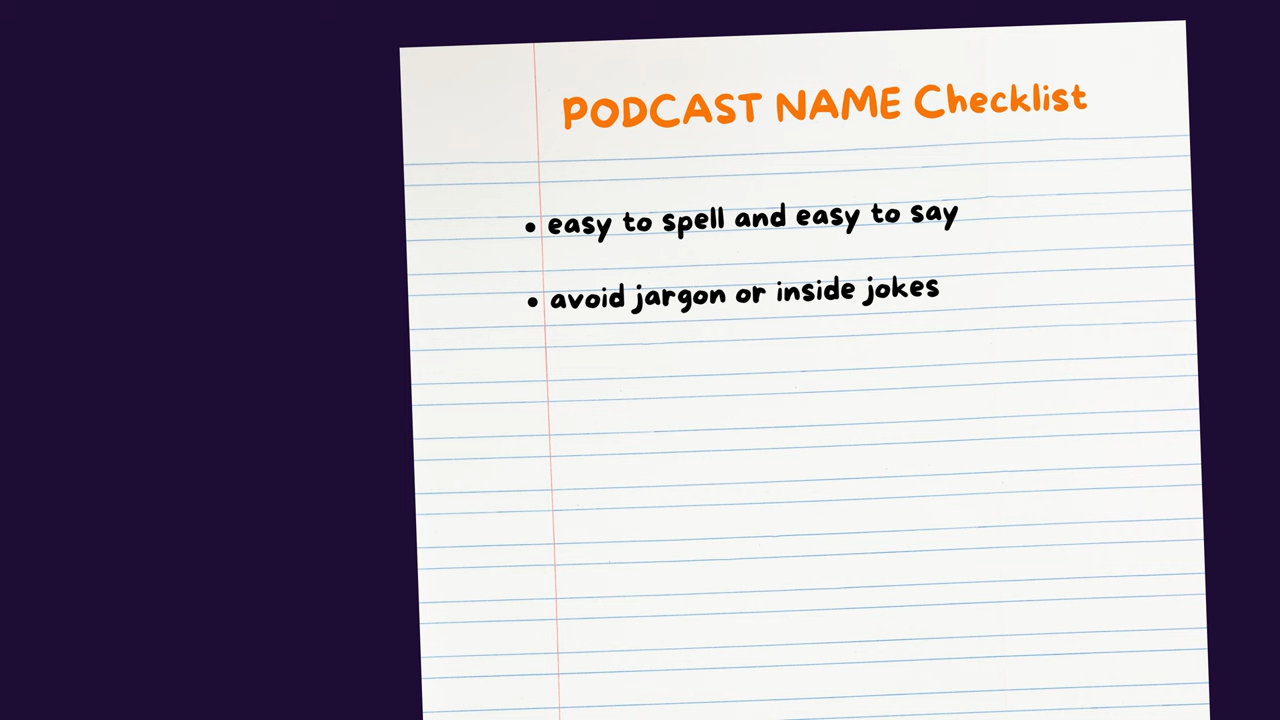 PODCAST NAME Checklist
• easy to spell and easy to say
• avoid jargon or inside jokes